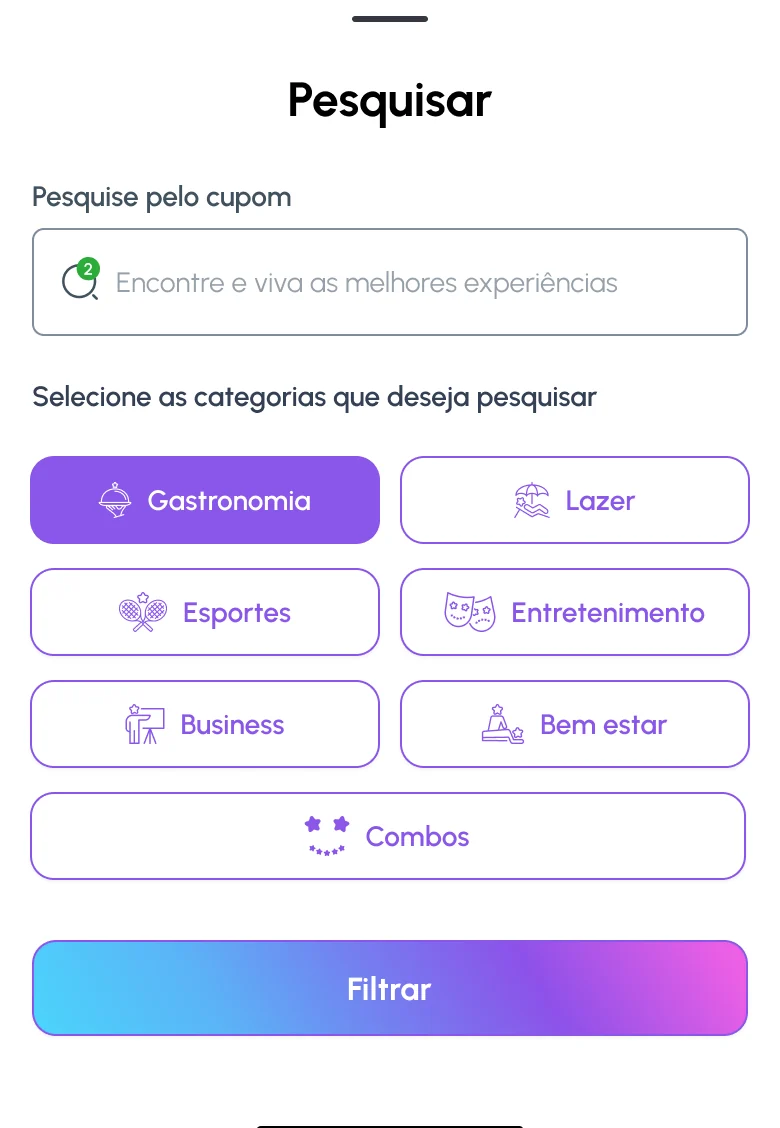 Pesquisar
Pesquise pelo cupom
2
Encontre e viva as melhores experiências
Selecione as categorias que deseja pesquisar
Gastronomia
Lazer
Esportes
Entretenimento
Business
Bem estar
Combos
Filtrar